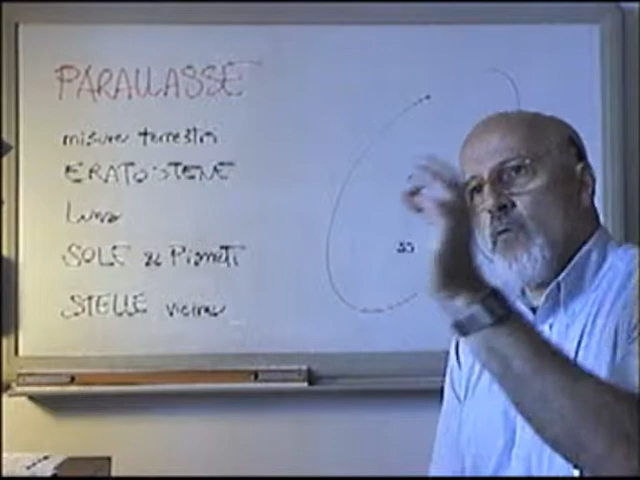 PARALLASSE
misure terrestri
ERATOSTENE
Luna
SOLE e Pianeti
STELLE vicine